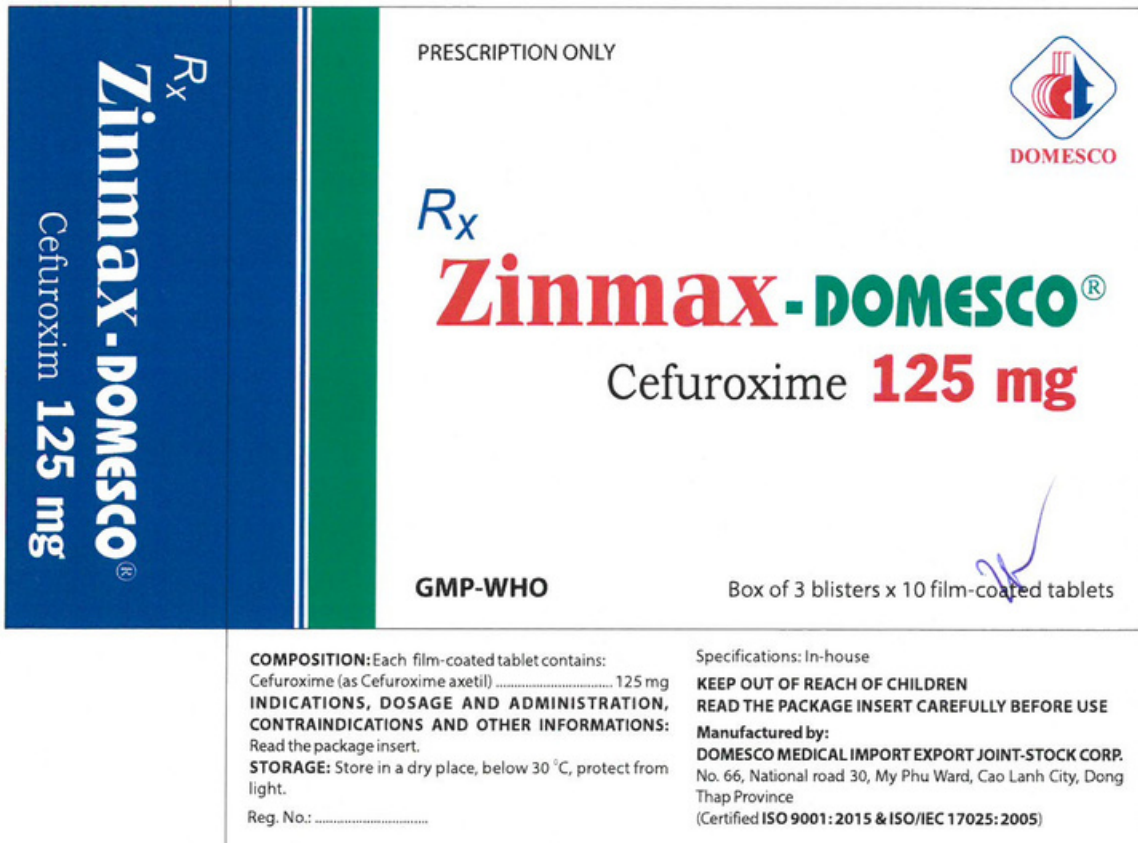 Rx
Zinmax-DOMESCO®
Cefuroxim 125 mg
PRESCRIPTION ONLY
DOMESCO
Rx
Zinmax-DOMESCO®
Cefuroxime 125 mg
GMP-WHO
Box of 3 blisters x 10 film-coated tablets
COMPOSITION: Each film-coated tablet contains:
Cefuroxime (as Cefuroxime axetil) .................................. 125 mg
INDICATIONS, DOSAGE AND ADMINISTRATION,
CONTRAINDICATIONS AND OTHER INFORMATIONS:
Read the package insert.
STORAGE: Store in a dry place, below 30 °C, protect from
light.
Reg. No.: .................................
Specifications: In-house
KEEP OUT OF REACH OF CHILDREN
READ THE PACKAGE INSERT CAREFULLY BEFORE USE
Manufactured by:
DOMESCO MEDICAL IMPORT EXPORT JOINT-STOCK CORP.
No. 66, National road 30, My Phu Ward, Cao Lanh City, Dong
Thap Province
(Certified ISO 9001: 2015 & ISO/IEC 17025: 2005)